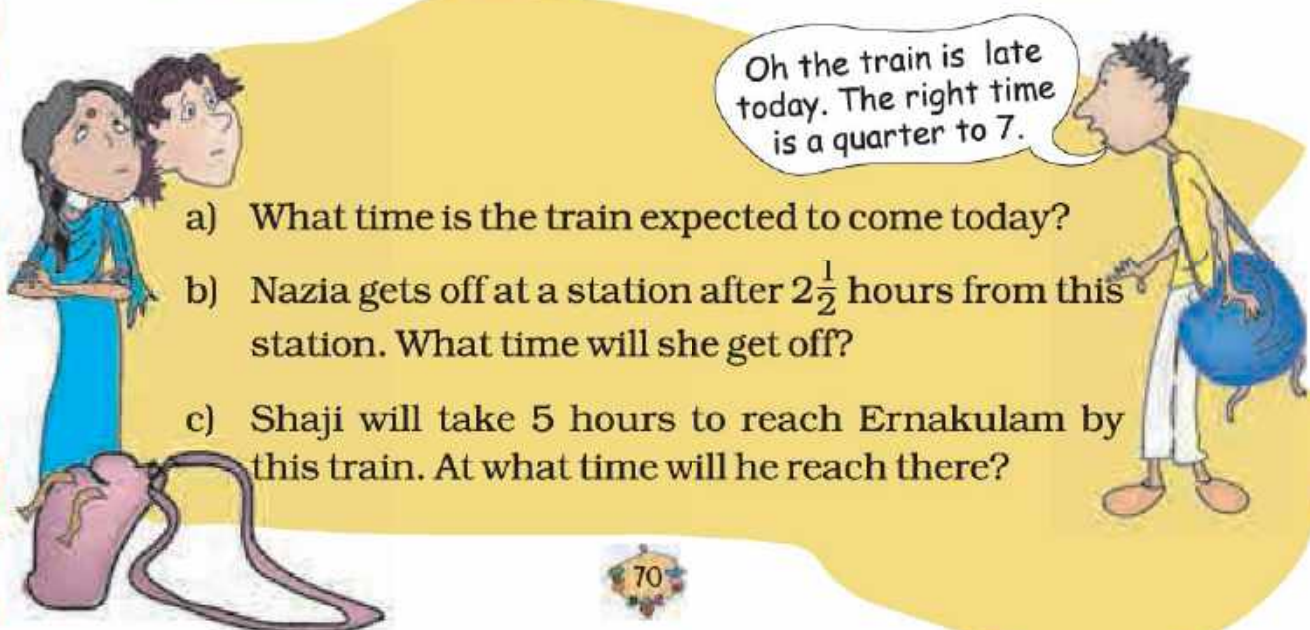 Oh the train is late
today. The right time
is a quarter to 7.
a) What time is the train expected to come today?
b) Nazia gets off at a station after 2½ hours from this
station. What time will she get off?
c) Shaji will take 5 hours to reach Ernakulam by
this train. At what time will he reach there?
70